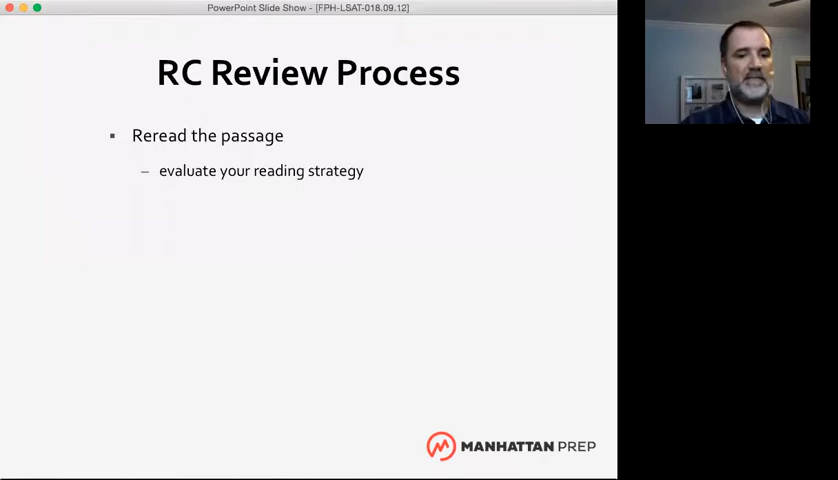 PowerPoint Slide Show - [FPH-LSAT-018.09.12]
RC Review Process
▪ Reread the passage
– evaluate your reading strategy
MANHATTAN PREP